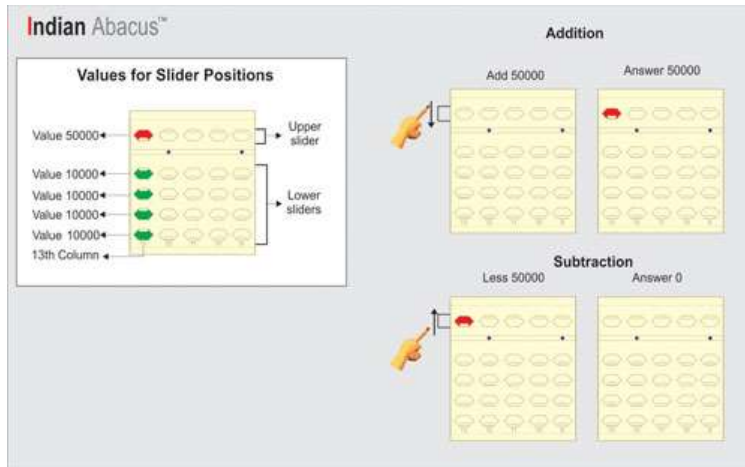 Indian Abacus™
Values for Slider Positions
Value 50000
Upper
slider
Value 10000
Value 10000
Value 10000
Value 10000
Lower
sliders
13th Column
Addition
Add 50000
Answer 50000
Subtraction
Less 50000
Answer 0